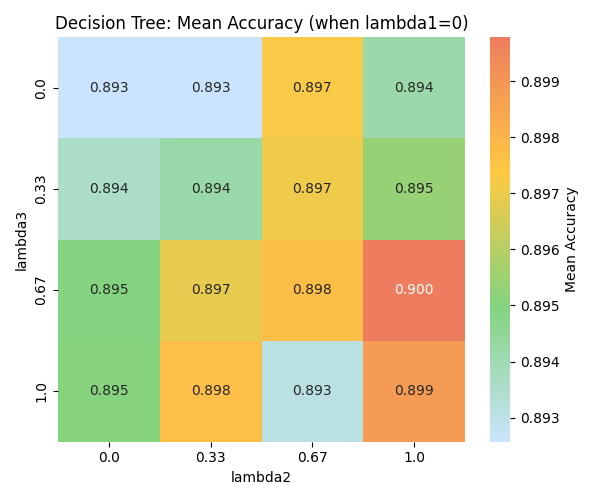 Decision Tree: Mean Accuracy (when lambda1=0)
0.0 0.893 0.893 0.897 0.894
0.33 0.894 0.894 0.897 0.895
0.67 0.895 0.897 0.898 0.900
1.0 0.895 0.898 0.893 0.899
0.0 0.33 0.67 1.0
lambda2
lambda3
0.899
0.898
0.897
0.896
0.895
0.894
0.893
Mean Accuracy